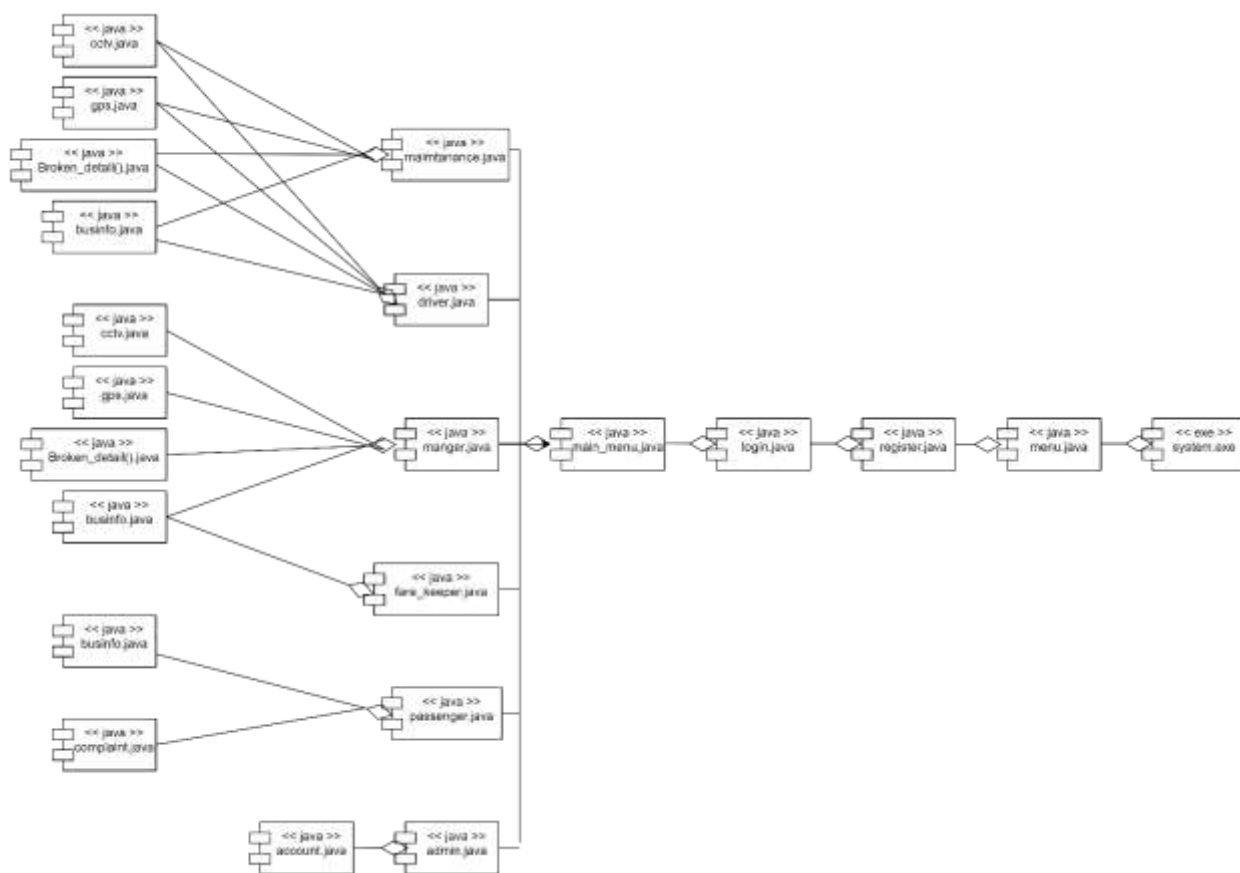 << java >>
cctv.java
<< java >>
gps.java
<< java >>
Broken_detail().java
<< java >>
businfo.java
<< java >>
maintanance.java
<< java >>
driver.java
<< java >>
cctv.java
<< java >>
gps.java
<< java >>
Broken_detail().java
<< java >>
businfo.java
<< java >>
manger.java
<< java >>
main_menu.java
<< java >>
login.java
<< java >>
register.java
<< java >>
menu.java
<< exe >>
system.exe
<< java >>
fare_keeper.java
<< java >>
businfo.java
<< java >>
complaint.java
<< java >>
passenger.java
<< java >>
account.java
<< java >>
admin.java